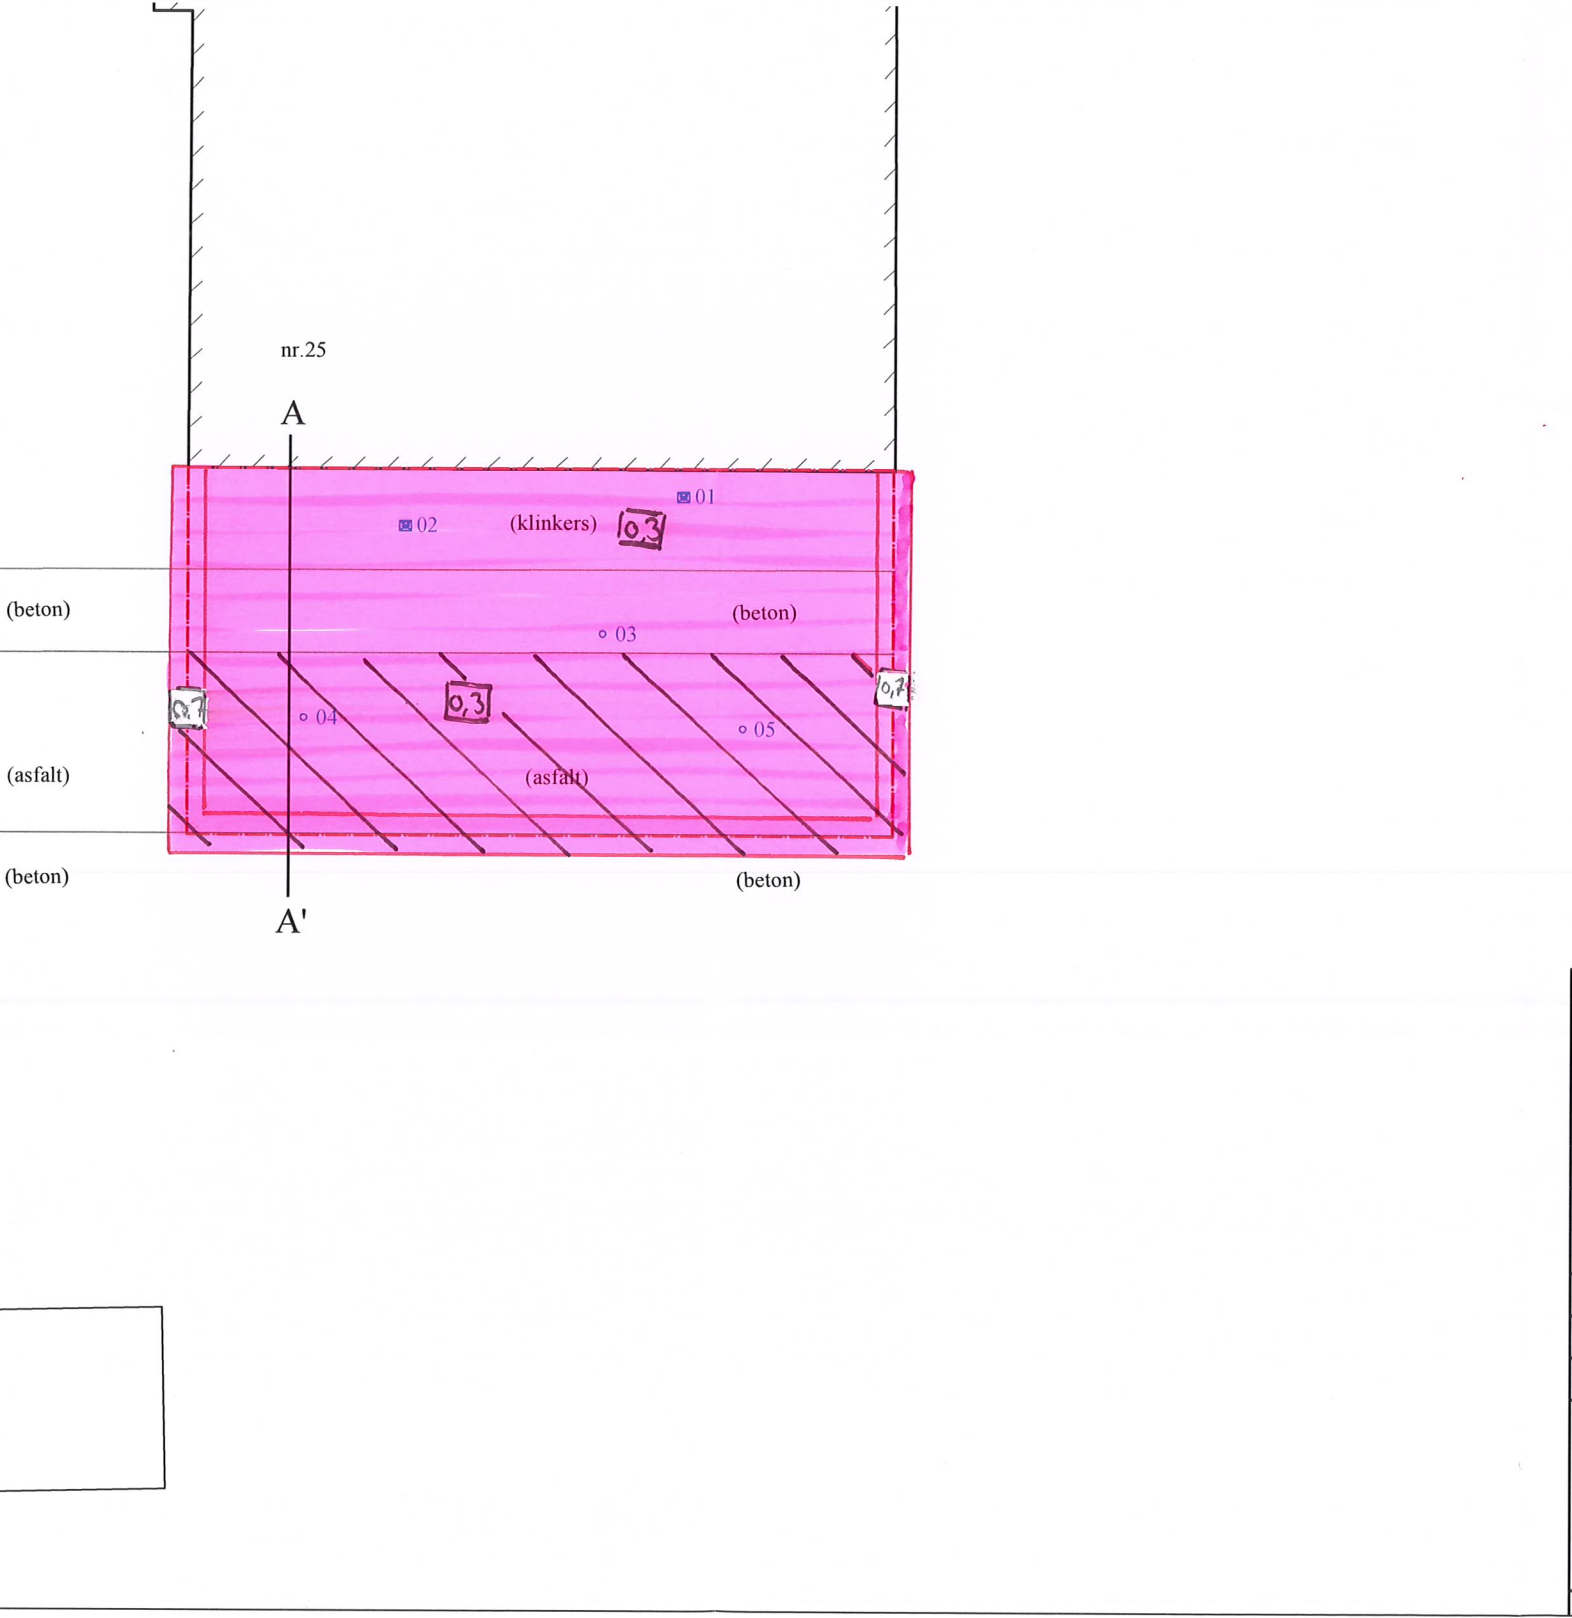 nr.25
A
01
02 (klinkers) 0,3
(beton) (beton)
03
0,7 0,3 0,7
04 05
(asfalt) (asfalt)
(beton) (beton)
A'